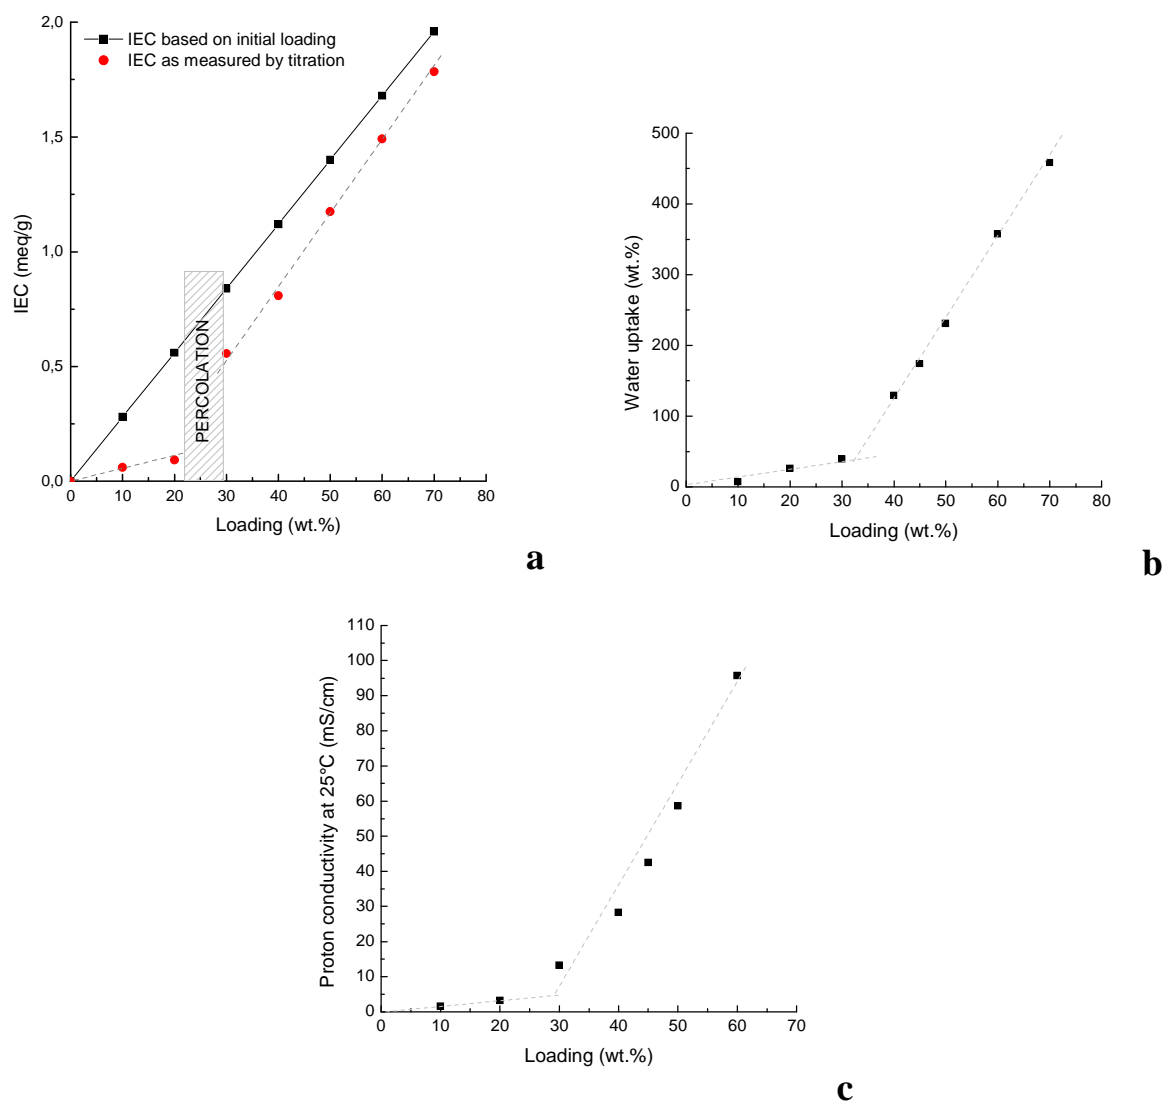 2,0
1,5
1,0
0,5
0,0
IEC (meq/g)
IEC based on initial loading
IEC as measured by titration
PERCOLATION
0 10 20 30 40 50 60 70 80
Loading (wt.%)
a
500
400
300
200
100
0
Water uptake (wt.%)
0 10 20 30 40 50 60 70 80
Loading (wt.%)
b
110
100
90
80
70
60
50
40
30
20
10
0
Proton conductivity at 25°C (mS/cm)
0 10 20 30 40 50 60 70
Loading (wt.%)
c